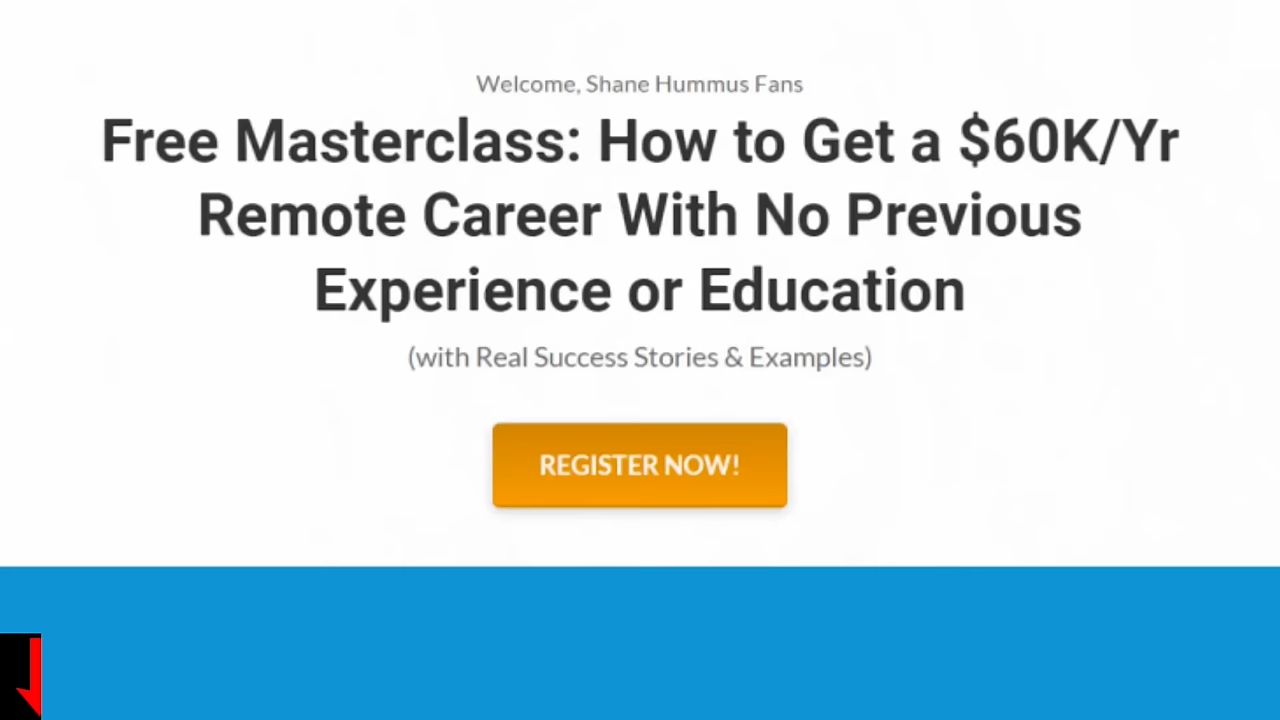 Welcome, Shane Hummus Fans
Free Masterclass: How to Get a $60K/Yr
Remote Career With No Previous
Experience or Education
(with Real Success Stories & Examples)
REGISTER NOW!